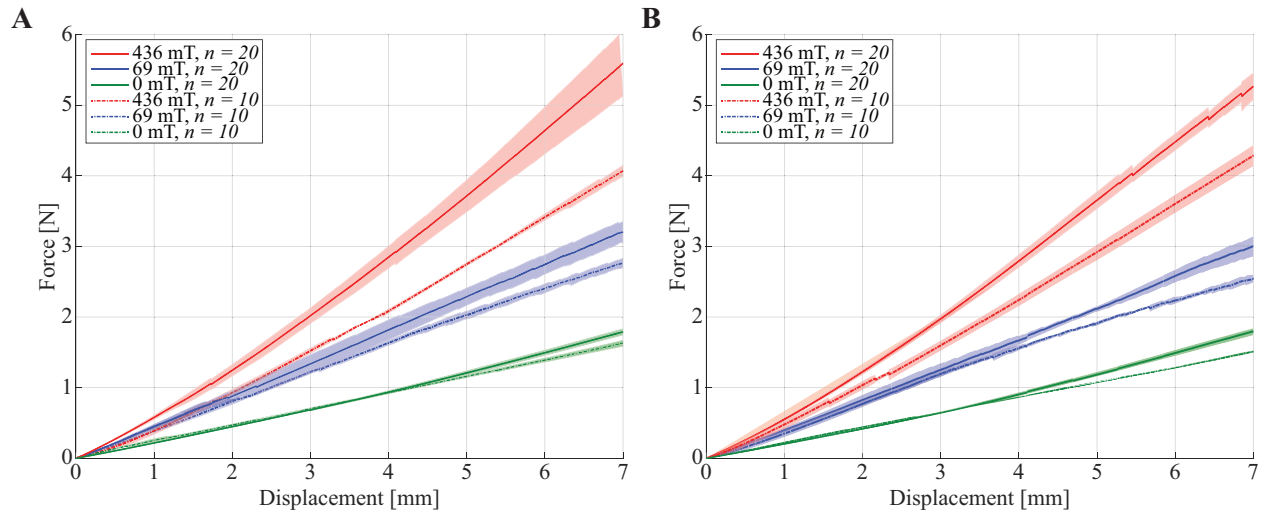 A
436 mT, n = 20
69 mT, n = 20
0 mT, n = 20
436 mT, n = 10
69 mT, n = 10
0 mT, n = 10
6
5
4
3
2
1
0
Force [N]
0 1 2 3 4 5 6 7
Displacement [mm]
B
436 mT, n = 20
69 mT, n = 20
0 mT, n = 20
436 mT, n = 10
69 mT, n = 10
0 mT, n = 10
6
5
4
3
2
1
0
Force [N]
0 1 2 3 4 5 6 7
Displacement [mm]